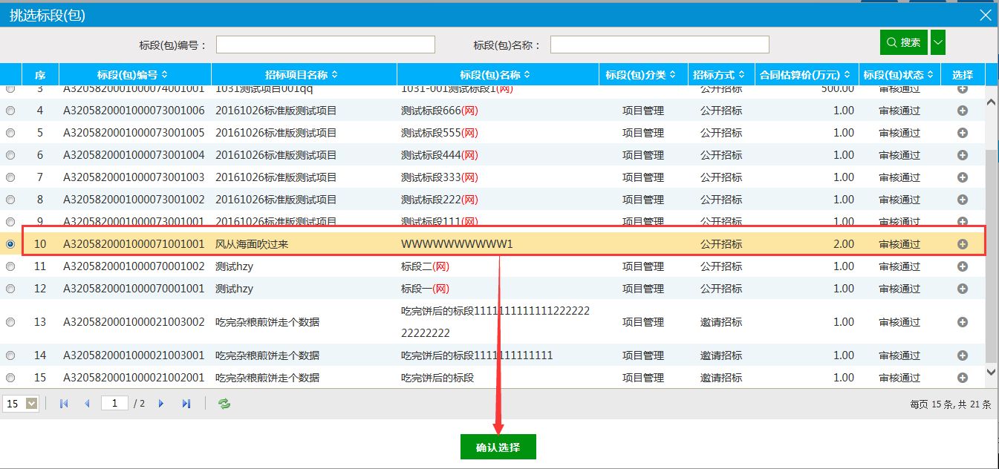 挑选标段(包)
标段(包)编号： 标段(包)名称： 搜索
序 标段(包)编号 招标项目名称 标段(包)名称 标段(包)分类 招标方式 合同估算价(万元) 标段(包)状态 选择
3 A3205820001000074001001 1031测试项目001qq 1031-001测试标段1(网) 公开招标 500.00 审核通过
4 A3205820001000073001006 20161026标准版测试项目 测试标段666(网) 项目管理 公开招标 1.00 审核通过
5 A3205820001000073001005 20161026标准版测试项目 测试标段555(网) 项目管理 公开招标 1.00 审核通过
6 A3205820001000073001004 20161026标准版测试项目 测试标段444(网) 项目管理 公开招标 1.00 审核通过
7 A3205820001000073001003 20161026标准版测试项目 测试标段333(网) 项目管理 公开招标 1.00 审核通过
8 A3205820001000073001002 20161026标准版测试项目 测试标段222(网) 项目管理 公开招标 1.00 审核通过
9 A3205820001000073001001 20161026标准版测试项目 测试标段111(网) 项目管理 公开招标 1.00 审核通过
10 A3205820001000071001001 风从海面吹过来 WWWWWWWWWW1 公开招标 2.00 审核通过
11 A3205820001000070001002 测试hzy 标段二(网) 项目管理 公开招标 1.00 审核通过
12 A3205820001000070001001 测试hzy 标段一(网) 项目管理 公开招标 1.00 审核通过
13 A3205820001000021003002 吃完杂粮煎饼走个数据 吃完饼后的标段1111111111111222222
22222222 项目管理 邀请招标 1.00 审核通过
14 A3205820001000021003001 吃完杂粮煎饼走个数据 吃完饼后的标段1111111111111 项目管理 邀请招标 1.00 审核通过
15 A3205820001000021002001 吃完杂粮煎饼走个数据 吃完饼后的标段 项目管理 邀请招标 1.00 审核通过
15 1 / 2 每页 15 条, 共 21 条
确认选择